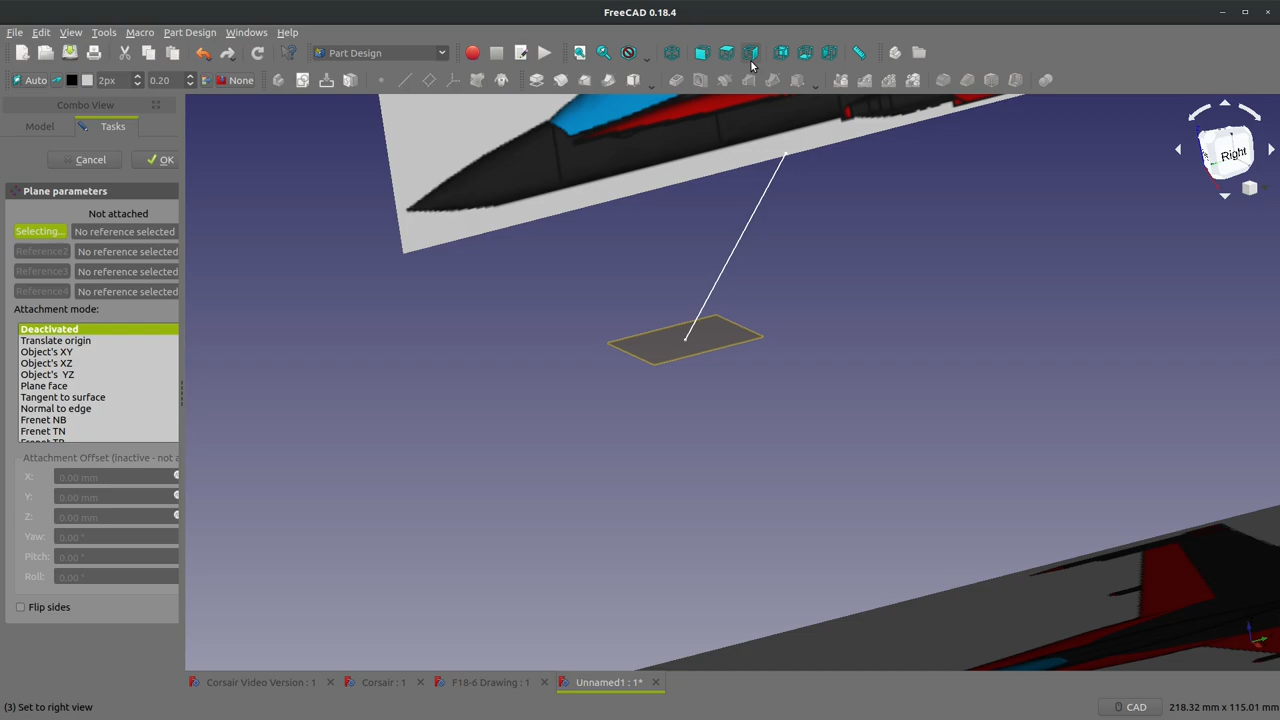 FreeCAD 0.18.4
File Edit View Tools Macro Part Design Windows Help
Part Design
Auto 2px 0.20 None
Combo View
Model Tasks
Cancel OK
Plane parameters
Not attached
Selecting... No reference selected
Reference2 No reference selected
Reference3 No reference selected
Reference4 No reference selected
Attachment mode:
Deactivated
Translate origin
Object's XY
Object's XZ
Object's YZ
Plane face
Tangent to surface
Normal to edge
Frenet NB
Frenet TN
Frenet TB
Attachment Offset (inactive - not a
X: 0.00 mm
Y: 0.00 mm
Z: 0.00 mm
Yaw: 0.00 °
Pitch: 0.00 °
Roll: 0.00 °
Flip sides
Right
Corsair Video Version : 1 Corsair : 1 F18-6 Drawing : 1 Unnamed1 : 1*
(3) Set to right view
CAD 218.32 mm x 115.01 mm